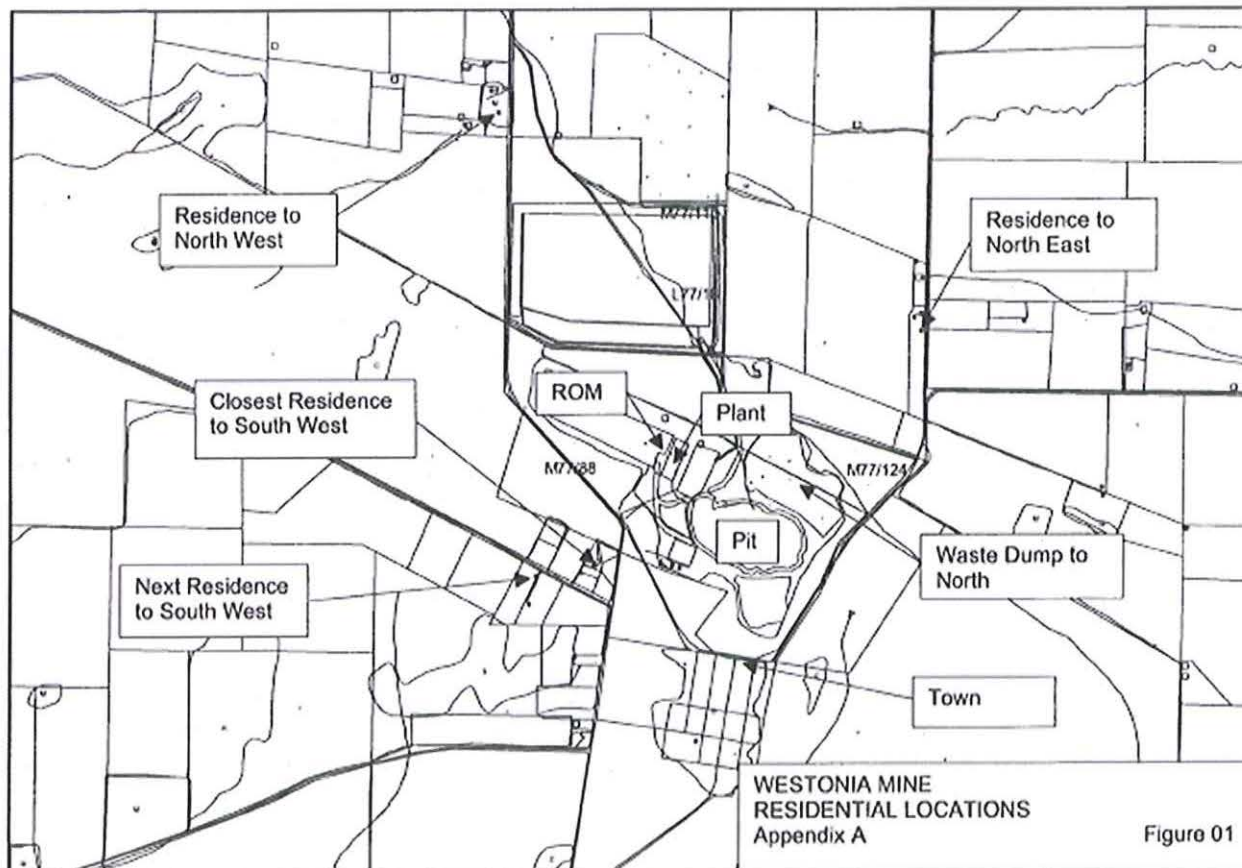 Residence to
North West
M77/11
Residence to
North East
L77/1
Closest Residence
to South West
ROM
Plant
M77/88
M77/124
Pit
Waste Dump to
North
Next Residence
to South West
Town
WESTONIA MINE
RESIDENTIAL LOCATIONS
Appendix A
Figure 01